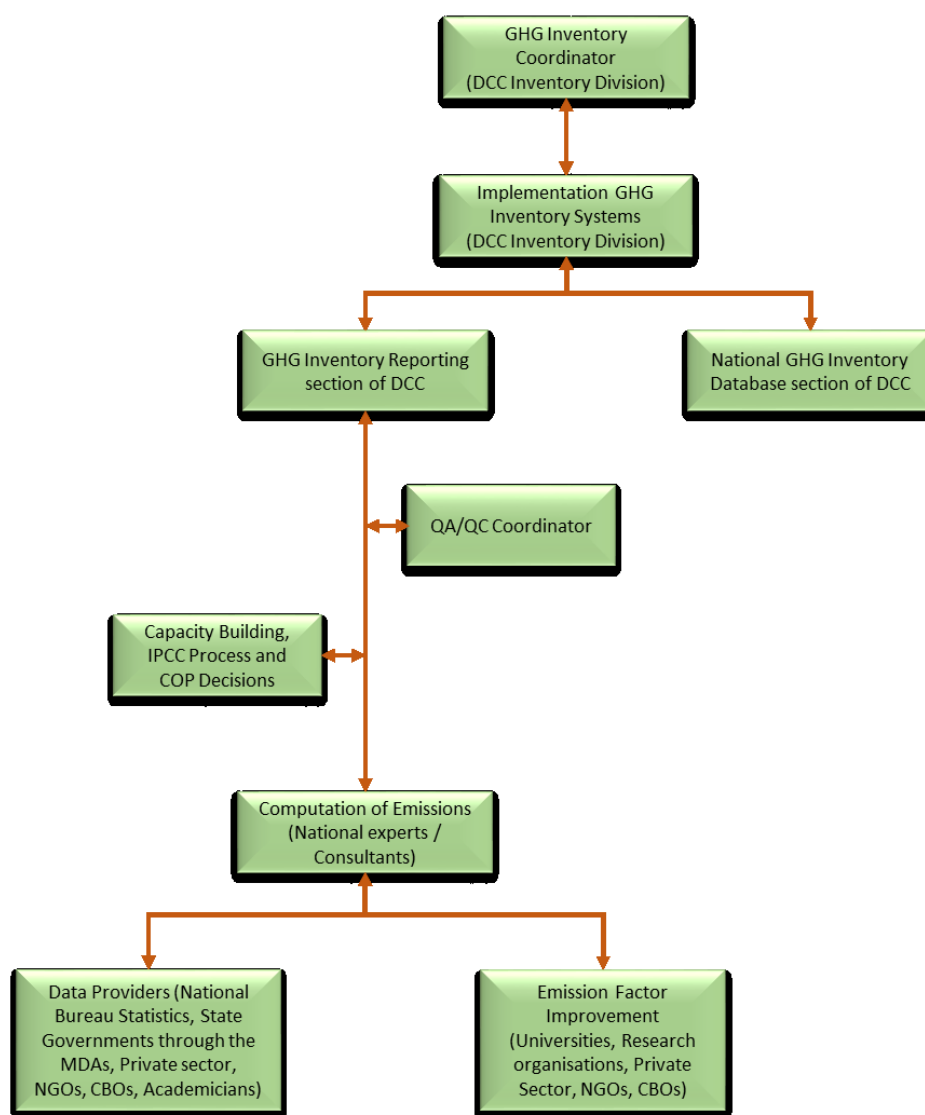 GHG Inventory
Coordinator
(DCC Inventory Division)
Implementation GHG
Inventory Systems
(DCC Inventory Division)
GHG Inventory Reporting
section of DCC
National GHG Inventory
Database section of DCC
QA/QC Coordinator
Capacity Building,
IPCC Process and
COP Decisions
Computation of Emissions
(National experts /
Consultants)
Data Providers (National
Bureau Statistics, State
Governments through the
MDAs, Private sector,
NGOs, CBOs, Academicians)
Emission Factor
Improvement
(Universities, Research
organisations, Private
Sector, NGOs, CBOs)